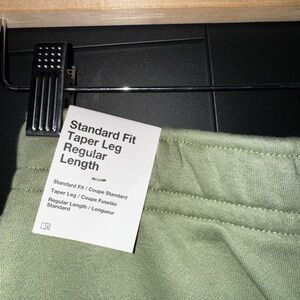 Standard Fit
Taper Leg
Regular
Length
Standard Fit / Coupe Standard
Taper Leg / Coupe Fuselée
Regular Length / Longueur
Standard